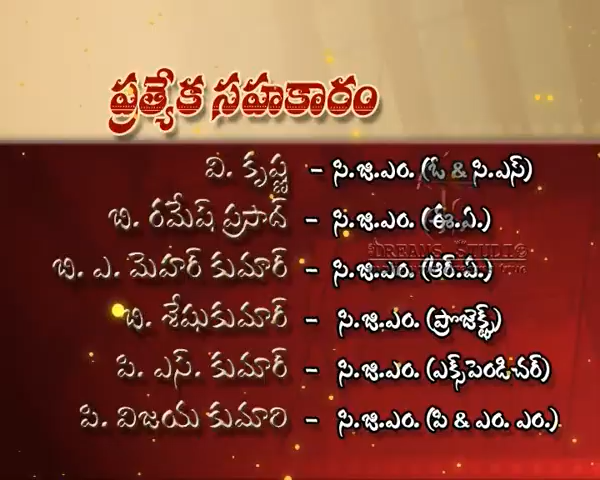 ప్రత్యేక సహకారం
వి. కృష్ణ – సి.జి.ఎం. (ఓ & సి.ఎస్)
బి. రమేష్ ప్రసాద్ – సి.జి.ఎం. (ఈ.ఏ.)
బి. ఎ. మెహర్ కుమార్ – సి.జి.ఎం. (ఆర్.ఏ.)
బి. శేషుకుమార్ – సి.జి.ఎం. (ప్రాజెక్ట్స్)
పి. ఎస్. కుమార్ – సి.జి.ఎం. (ఎక్స్‌పెండిచర్)
పి. విజయ కుమారి – సి.జి.ఎం. (పి & ఎం. ఎం.)